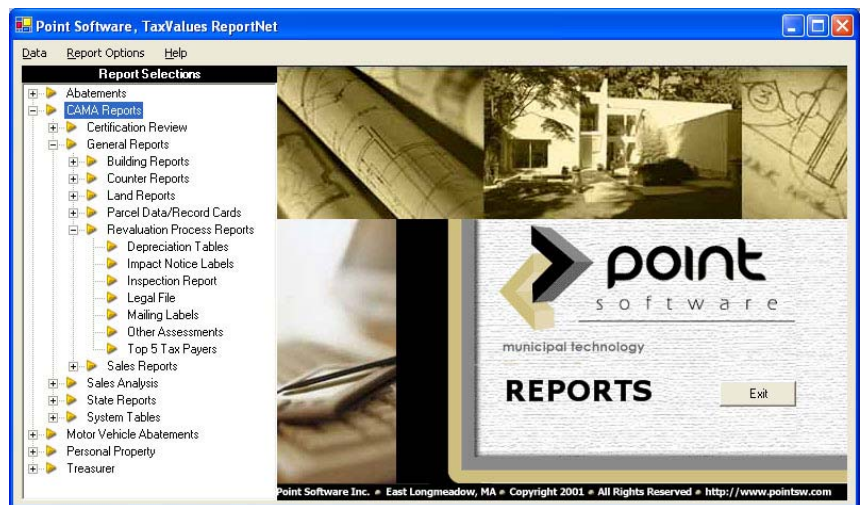 Point Software, TaxValues ReportNet
Data Report Options Help
Report Selections
Abatements
CAMA Reports
Certification Review
General Reports
Building Reports
Counter Reports
Land Reports
Parcel Data/Record Cards
Revaluation Process Reports
Depreciation Tables
Impact Notice Labels
Inspection Report
Legal File
Mailing Labels
Other Assessments
Top 5 Tax Payers
Sales Reports
Sales Analysis
State Reports
System Tables
Motor Vehicle Abatements
Personal Property
Treasurer
point
software
municipal technology
REPORTS
Exit
Point Software Inc. • East Longmeadow, MA • Copyright 2001 • All Rights Reserved • http://www.pointsw.com